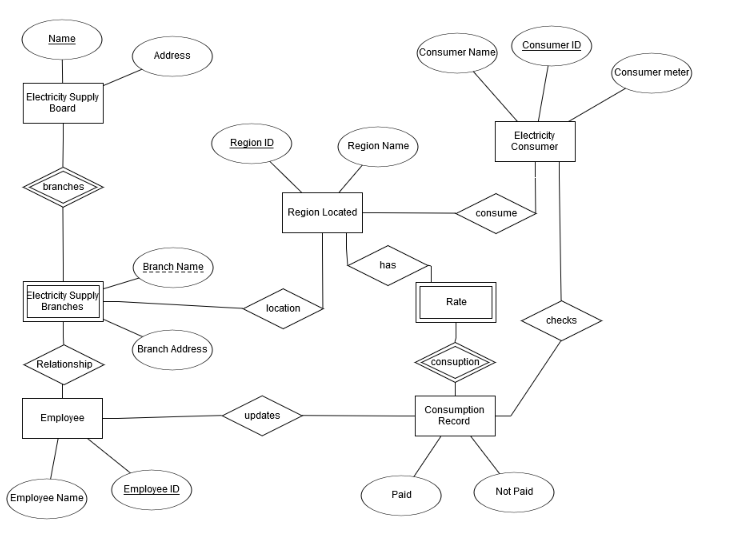 Name
Address
Consumer Name
Consumer ID
Consumer meter
Electricity Supply
Board
Electricity
Consumer
Region ID
Region Name
branches
Region Located
consume
has
Branch Name
Electricity Supply
Branches
location
Rate
checks
Branch Address
Relationship
consuption
Employee
updates
Consumption
Record
Employee Name
Employee ID
Paid
Not Paid